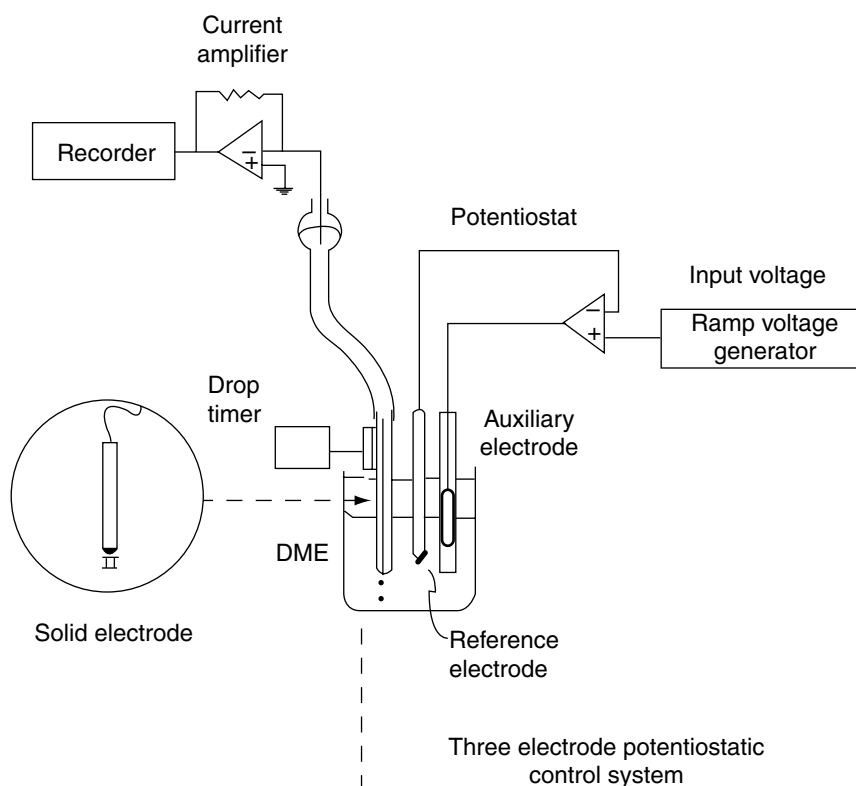 Current
amplifier
Recorder
−
+
Potentiostat
Input voltage
−
+
Ramp voltage
generator
Drop
timer
Auxiliary
electrode
DME
Solid electrode
Reference
electrode
Three electrode potentiostatic
control system